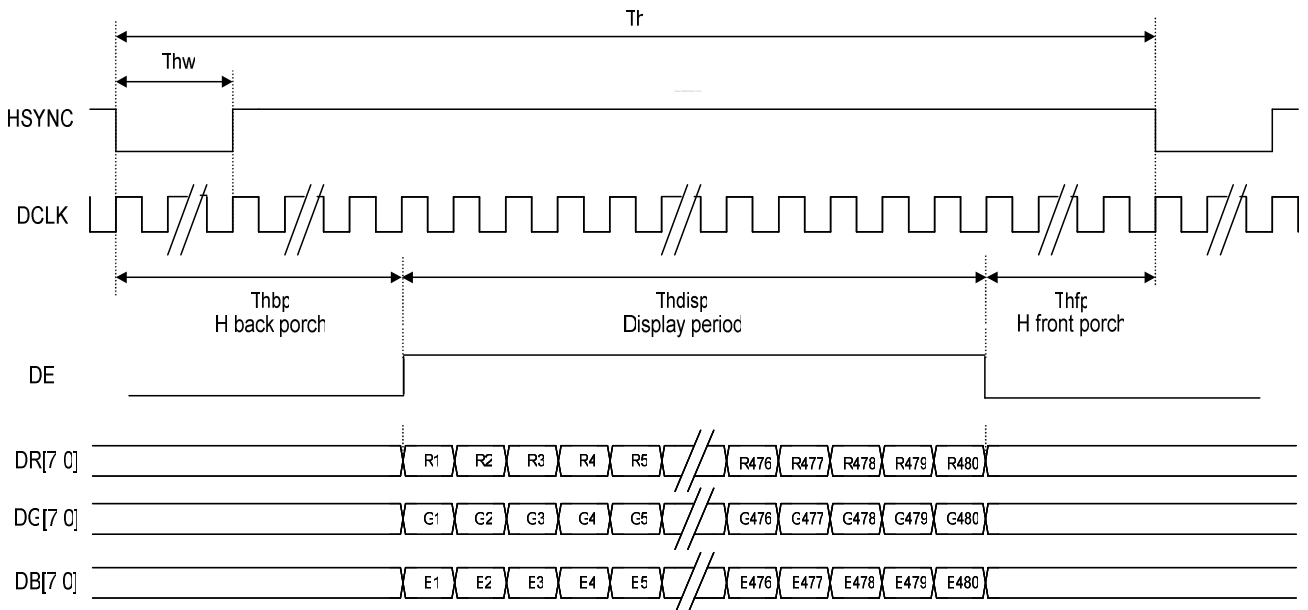 Th
Thw
HSYNC
DCLK
Thbp
H back porch
Thdisp
Display period
Thfp
H front porch
DE
DR[7 0] R1 R2 R3 R4 R5 R476 R477 R478 R479 R480
DG[7 0] G1 G2 G3 G4 G5 G476 G477 G478 G479 G480
DB[7 0] E1 E2 E3 E4 E5 E476 E477 E478 E479 E480